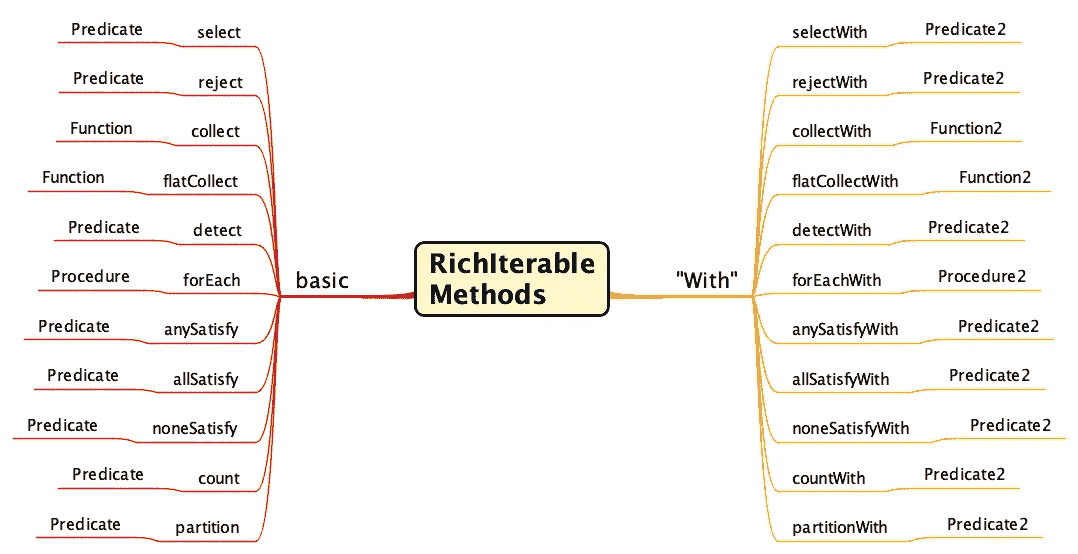 RichIterable
Methods
basic
select
Predicate
reject
Predicate
collect
Function
flatCollect
Function
detect
Predicate
forEach
Procedure
anySatisfy
Predicate
allSatisfy
Predicate
noneSatisfy
Predicate
count
Predicate
partition
Predicate
"With"
selectWith
Predicate2
rejectWith
Predicate2
collectWith
Function2
flatCollectWith
Function2
detectWith
Predicate2
forEachWith
Procedure2
anySatisfyWith
Predicate2
allSatisfyWith
Predicate2
noneSatisfyWith
Predicate2
countWith
Predicate2
partitionWith
Predicate2